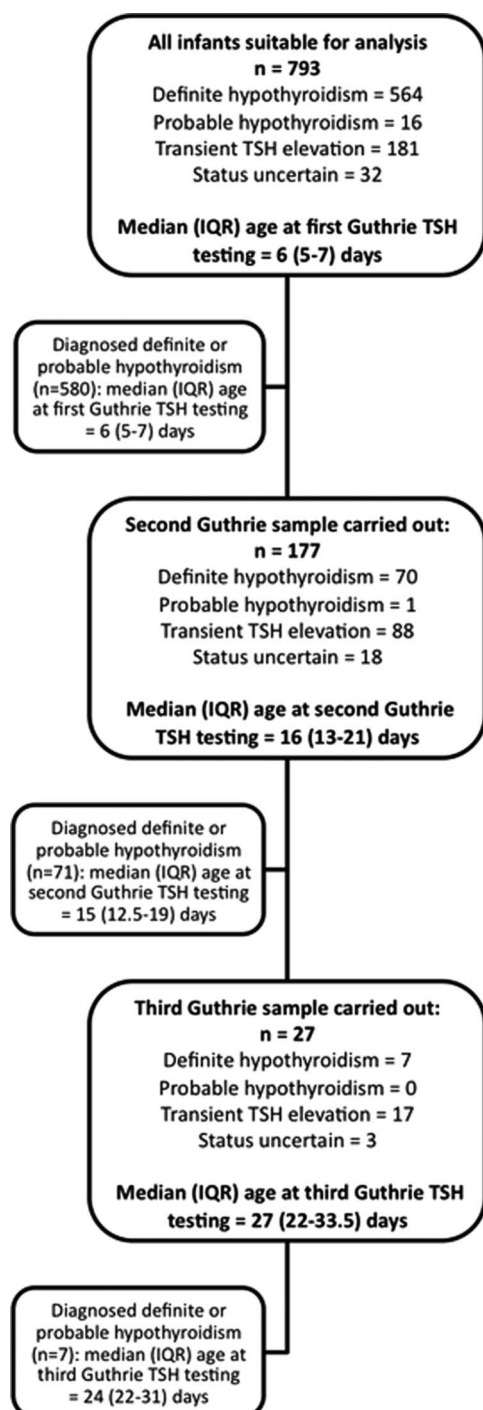 All infants suitable for analysis
n = 793
Definite hypothyroidism = 564
Probable hypothyroidism = 16
Transient TSH elevation = 181
Status uncertain = 32
Median (IQR) age at first Guthrie TSH
testing = 6 (5-7) days
Diagnosed definite or
probable hypothyroidism
(n=580): median (IQR) age
at first Guthrie TSH testing
= 6 (5-7) days
Second Guthrie sample carried out:
n = 177
Definite hypothyroidism = 70
Probable hypothyroidism = 1
Transient TSH elevation = 88
Status uncertain = 18
Median (IQR) age at second Guthrie
TSH testing = 16 (13-21) days
Diagnosed definite or
probable hypothyroidism
(n=71): median (IQR) age at
second Guthrie TSH testing
= 15 (12.5-19) days
Third Guthrie sample carried out:
n = 27
Definite hypothyroidism = 7
Probable hypothyroidism = 0
Transient TSH elevation = 17
Status uncertain = 3
Median (IQR) age at third Guthrie TSH
testing = 27 (22-33.5) days
Diagnosed definite or
probable hypothyroidism
(n=7): median (IQR) age at
third Guthrie TSH testing
= 24 (22-31) days